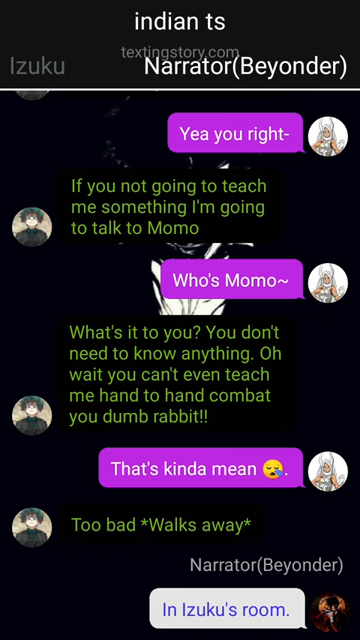 indian ts
textingstory.com
Izuku
Narrator(Beyonder)
Yea you right-
If you not going to teach
me something I'm going
to talk to Momo
Who's Momo~
What's it to you? You don't
need to know anything. Oh
wait you can't even teach
me hand to hand combat
you dumb rabbit!!
That's kinda mean 😪.
Too bad *Walks away*
Narrator(Beyonder)
In Izuku's room.